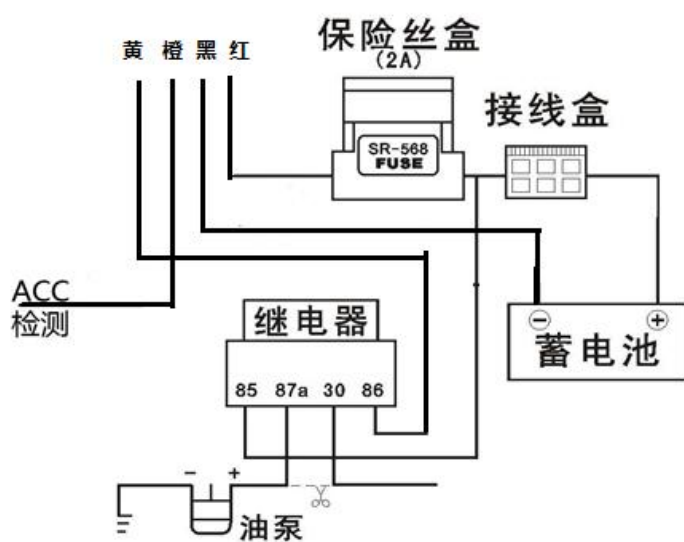 黄 橙 黑 红
保险丝盒
(2A)
SR-568
FUSE
接线盒
ACC
检测
继电器
85 87a 30 86
蓄电池
油泵